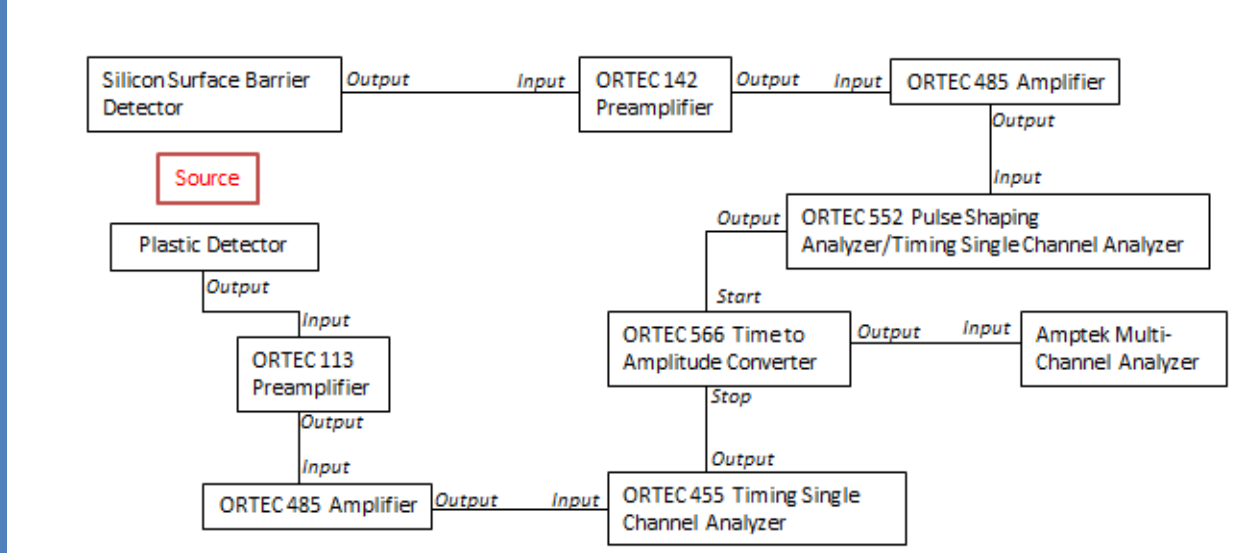 Silicon Surface Barrier
Detector
Output
Input
ORTEC 142
Preamplifier
Output
Input
ORTEC 485 Amplifier
Output
Input
ORTEC 552 Pulse Shaping
Analyzer/Timing Single Channel Analyzer
Output
Start
Source
Plastic Detector
Output
Input
ORTEC 113
Preamplifier
Output
Input
ORTEC 485 Amplifier
Output
Input
ORTEC 455 Timing Single
Channel Analyzer
Output
Stop
ORTEC 566 Time to
Amplitude Converter
Output
Input
Amptek Multi-
Channel Analyzer